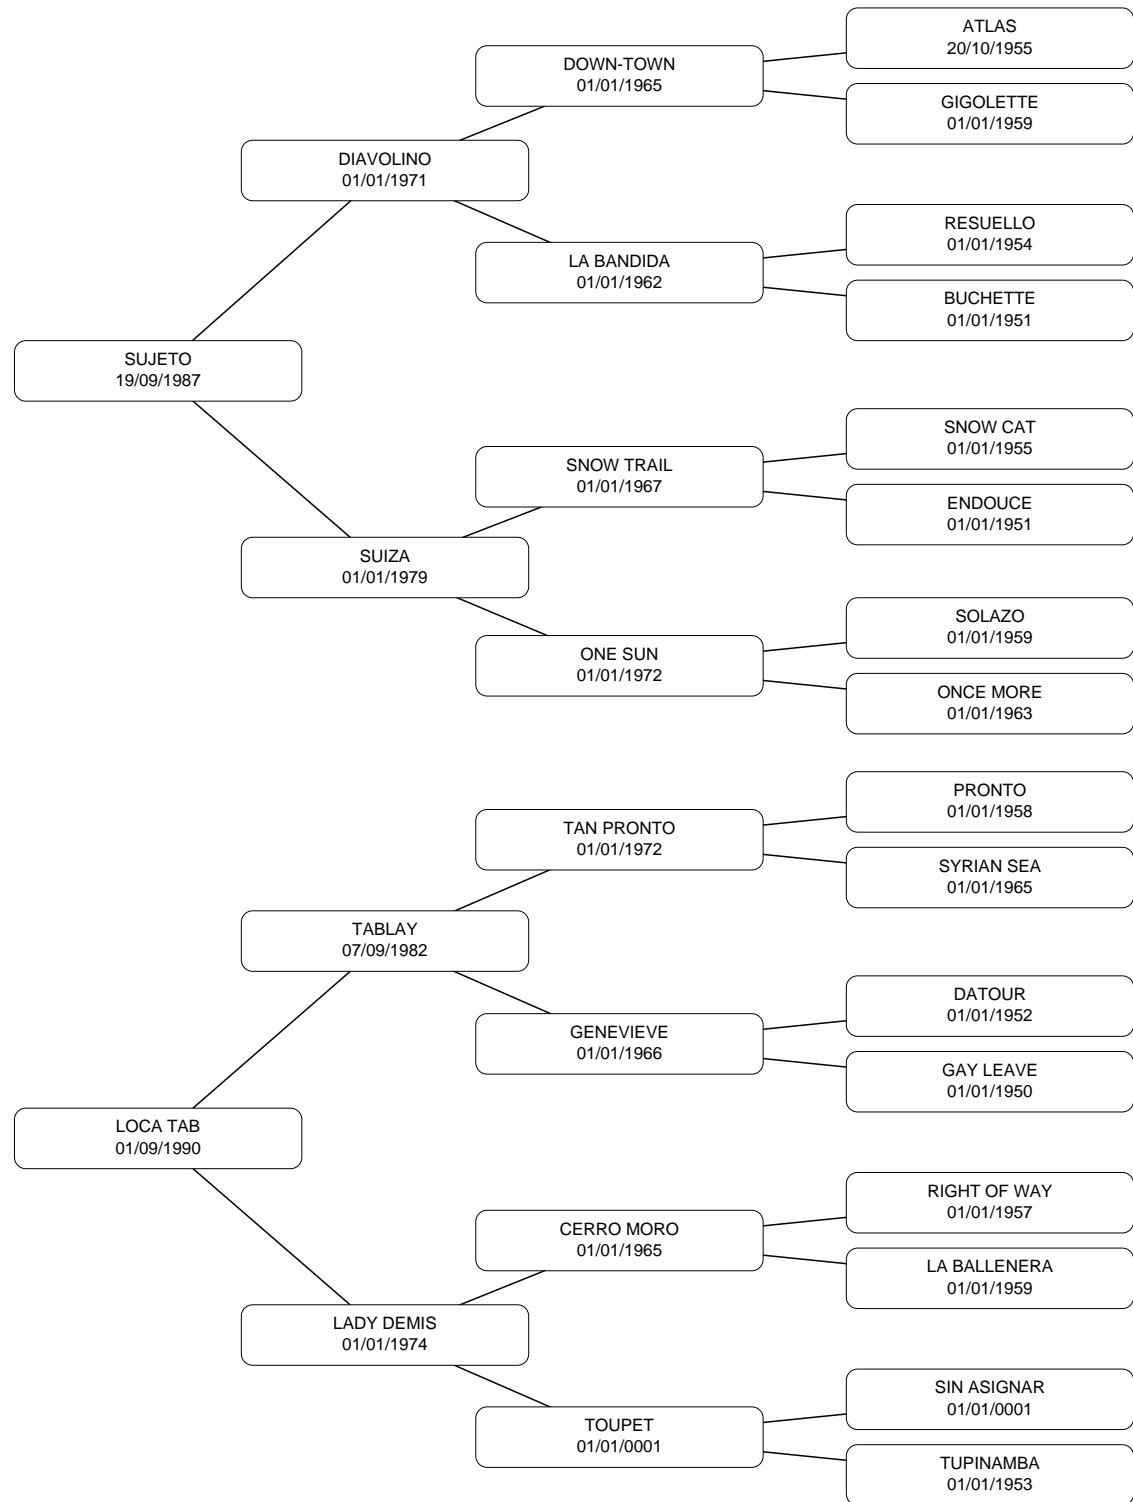 ATLAS
20/10/1955
DOWN-TOWN
01/01/1965
GIGOLETTE
01/01/1959
DIAVOLINO
01/01/1971
RESUELLO
01/01/1954
LA BANDIDA
01/01/1962
BUCHETTE
01/01/1951
SUJETO
19/09/1987
SNOW CAT
01/01/1955
SNOW TRAIL
01/01/1967
ENDOUCE
01/01/1951
SUIZA
01/01/1979
SOLAZO
01/01/1959
ONE SUN
01/01/1972
ONCE MORE
01/01/1963
PRONTO
01/01/1958
TAN PRONTO
01/01/1972
SYRIAN SEA
01/01/1965
TABLAY
07/09/1982
DATOUR
01/01/1952
GENEVIEVE
01/01/1966
GAY LEAVE
01/01/1950
LOCA TAB
01/09/1990
RIGHT OF WAY
01/01/1957
CERRO MORO
01/01/1965
LA BALLENERA
01/01/1959
LADY DEMIS
01/01/1974
SIN ASIGNAR
01/01/0001
TOUPET
01/01/0001
TUPINAMBA
01/01/1953